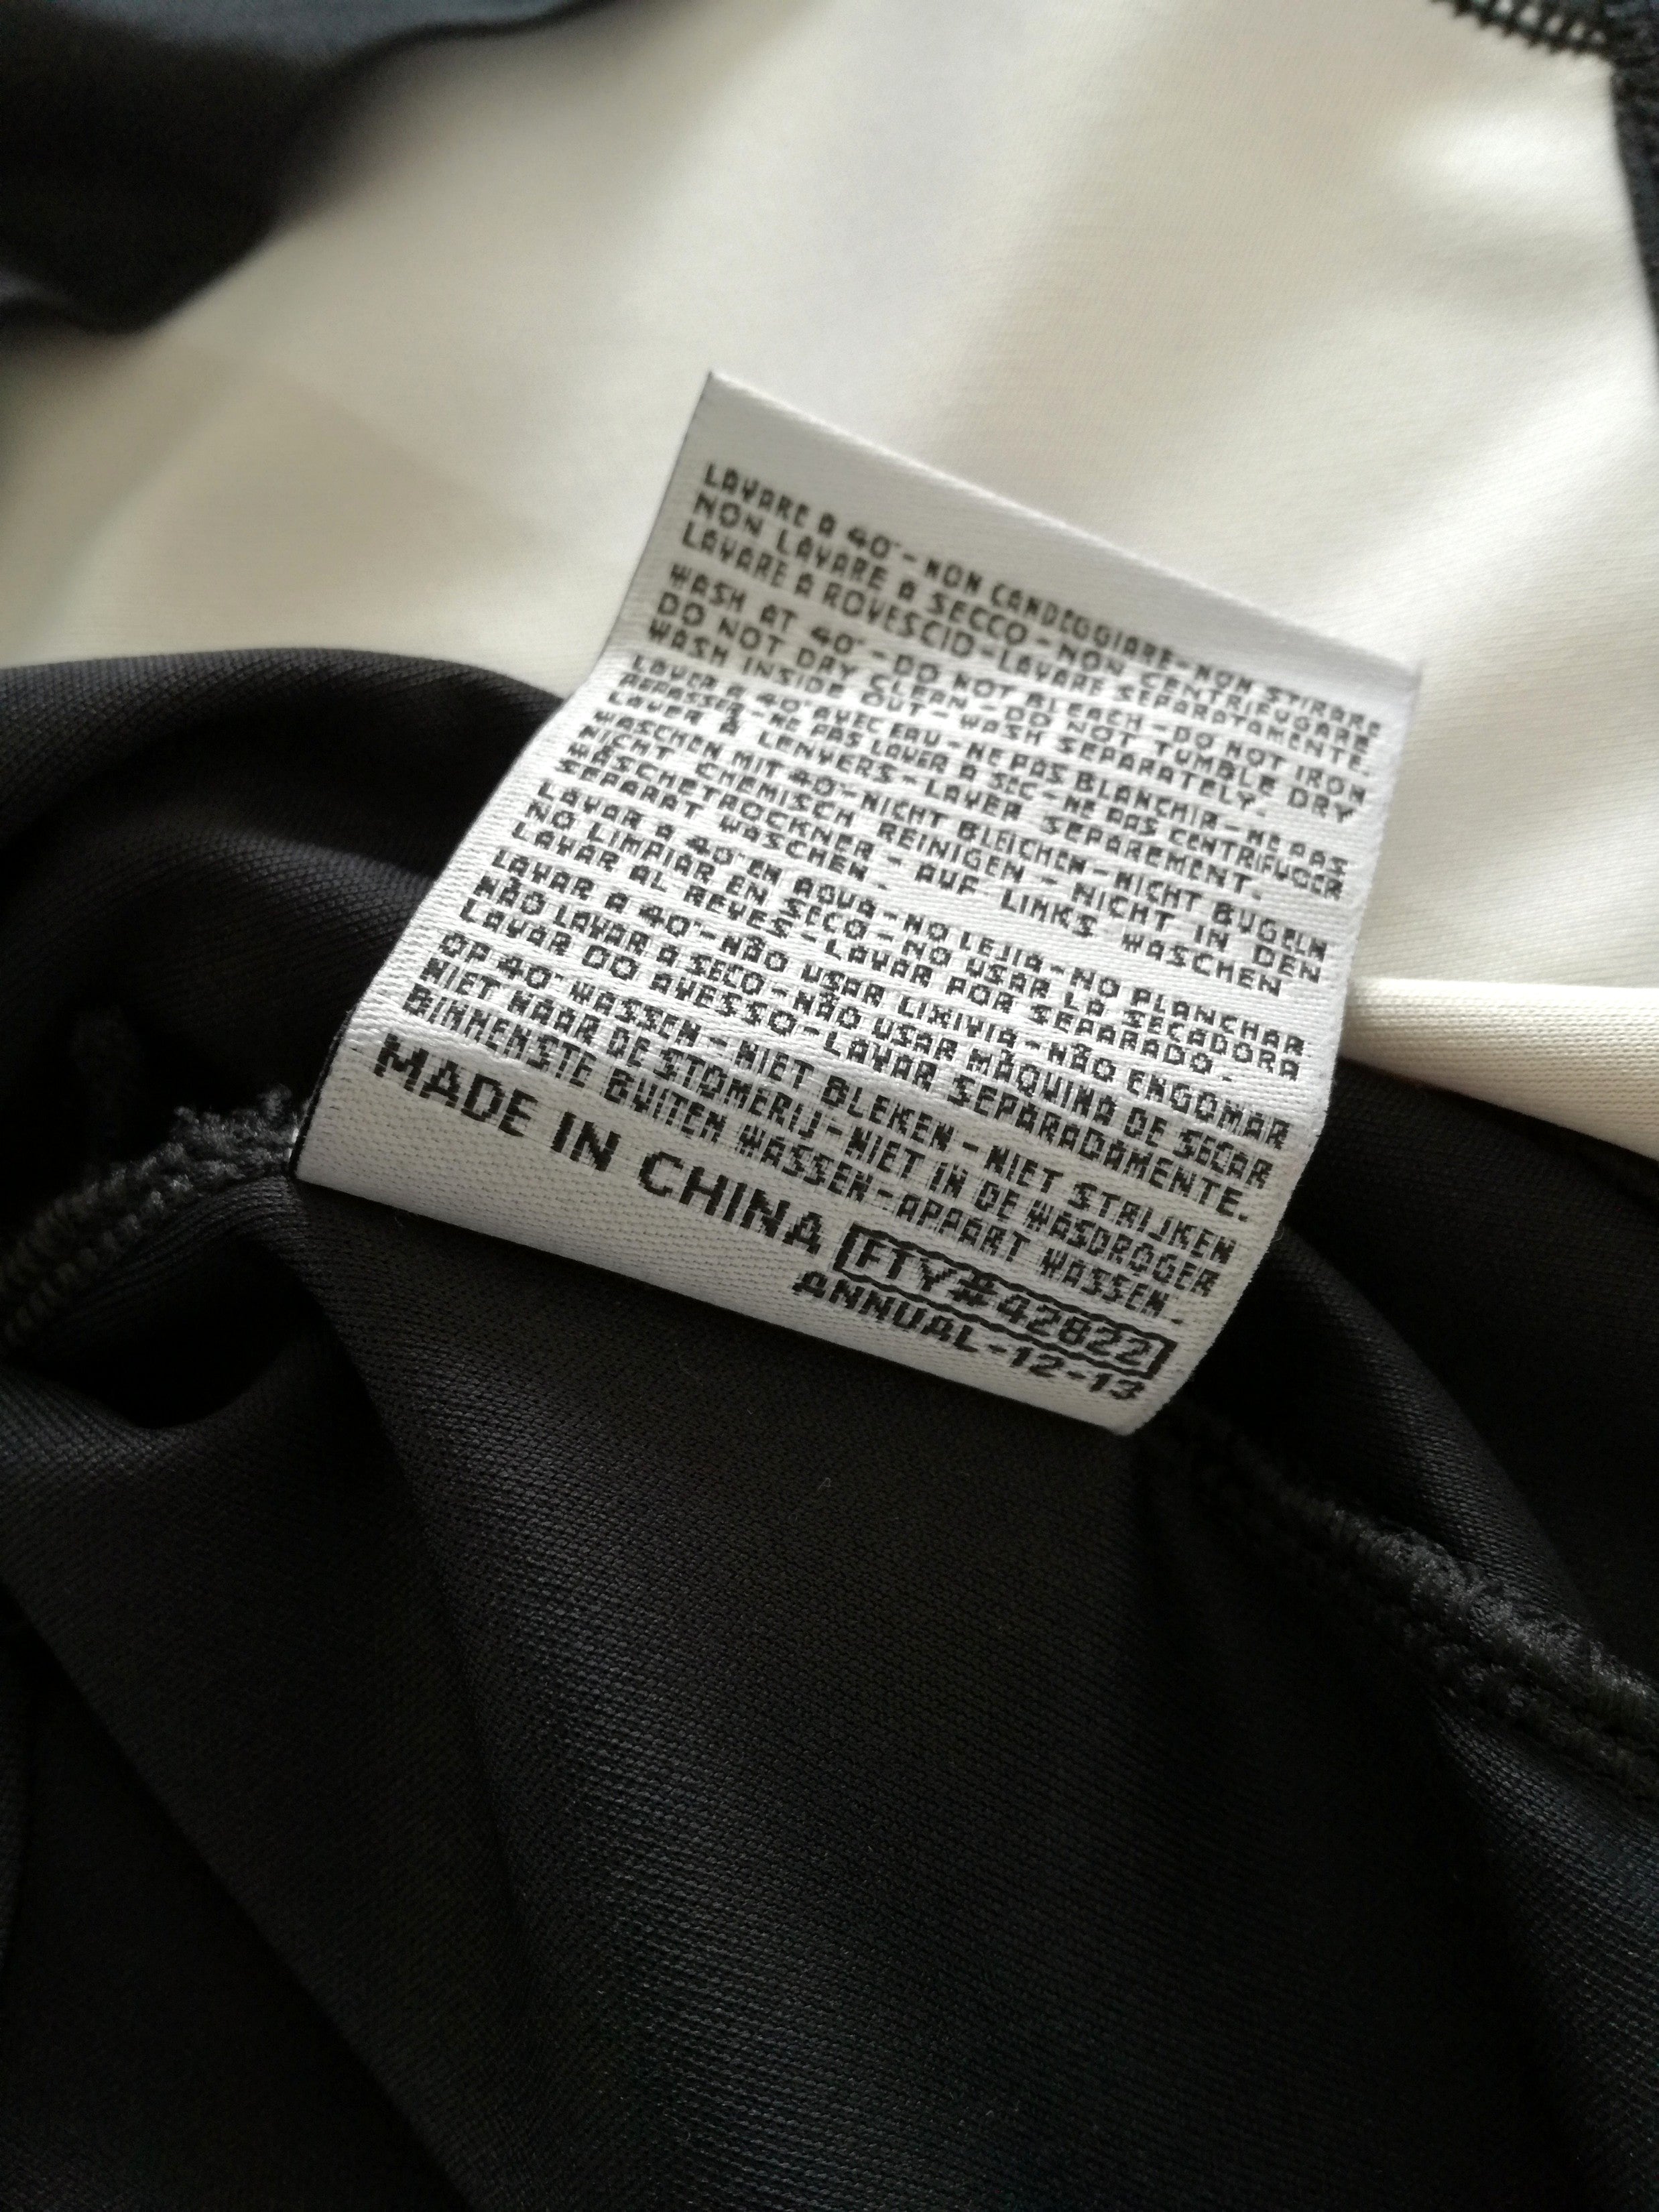 LAVARE A 40°-NON CANDEGGIARE-NON STIRARE
NON LAVARE A SECCO-NON CENTRIFUGARE
LAVARE A ROVESCIO-LAVARE SEPARATAMENTE.
WASH AT 40°-DO NOT BLEACH-DO NOT IRON
DO NOT DRY CLEAN-DO NOT TUMBLE DRY
WASH INSIDE OUT-WASH SEPARATELY.
LAVER A 40°AVEC EAU-NE PAS BLANCHIR-NE PAS
REPASSER-NE PAS LAVER A SEC-NE PAS CENTRIFUGER
LAVER À LENVERS-LAVER SEPAREMENT.
WASCHEN MIT 40°-NICHT BLEICHEN-NICHT BUGELN
NICHT CHEMISCH REINIGEN-NICHT IN DEN
WÄSCHETROCKNER-AUF LINKS WASCHEN
SEPARAT WASCHEN.
LAVAR A 40°EN AGUA-NO LEJIA-NO PLANCHAR
NO LIMPIAR EN SECO-NO USAR LA SECADORA
LAVAR AL REVES-LAVAR POR SEPARADO.
LAVAR A 40°-NÃO USAR LIXIVIA-NÃO ENGOMAR
NÃO LAVAR A SECO-NÃO USAR MÁQUINA DE SECAR
LAVAR DO AVESSO-LAVAR SEPARADAMENTE.
OP 40° WASSEN-NIET BLEKEN-NIET STRIJKEN
NIET NAAR DE STOMERIJ-NIET IN DE WASDROGER
BINNENSTE BUITEN WASSEN-APPART WASSEN.
MADE IN CHINA FTY#42822
ANNUAL-12-13